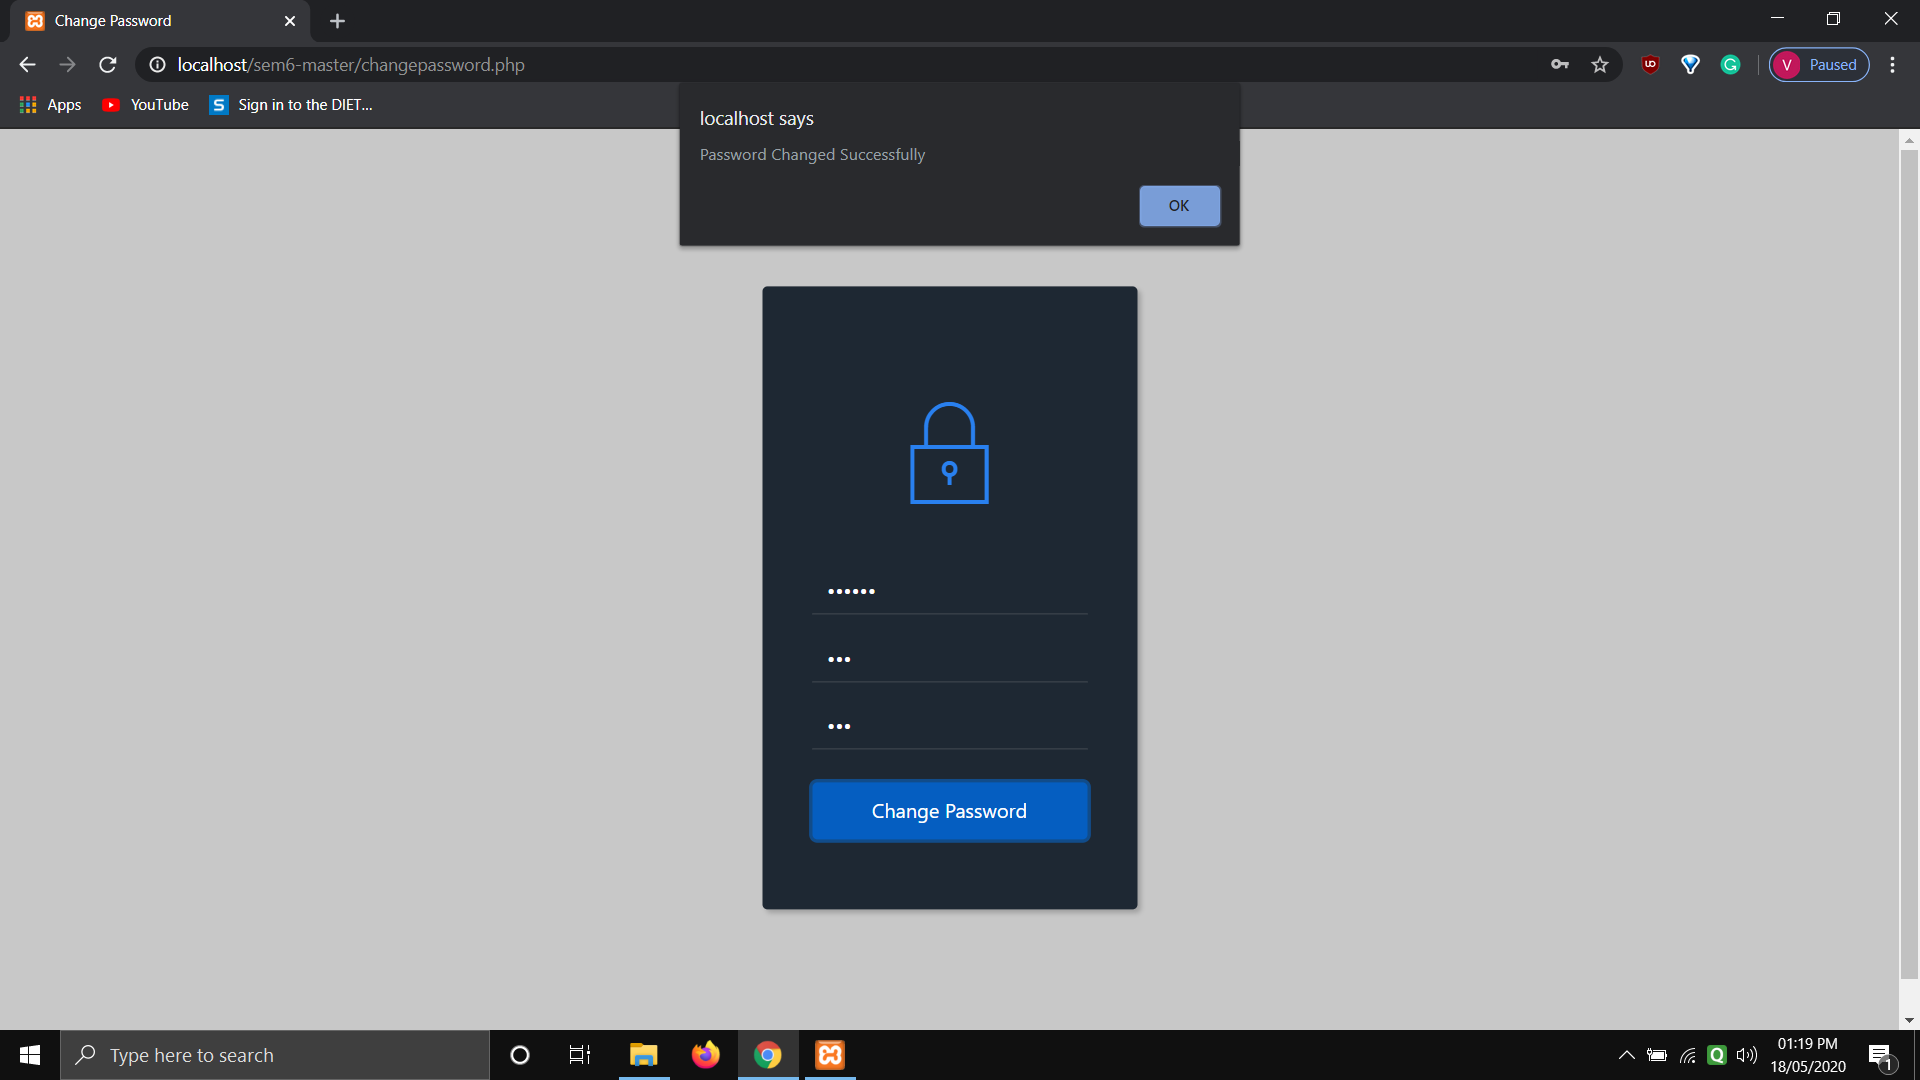 Change Password
localhost/sem6-master/changepassword.php
V Paused
Apps YouTube S Sign in to the DIET...
localhost says
Password Changed Successfully
OK
••••••
•••
•••
Change Password
Type here to search
01:19 PM
18/05/2020
1